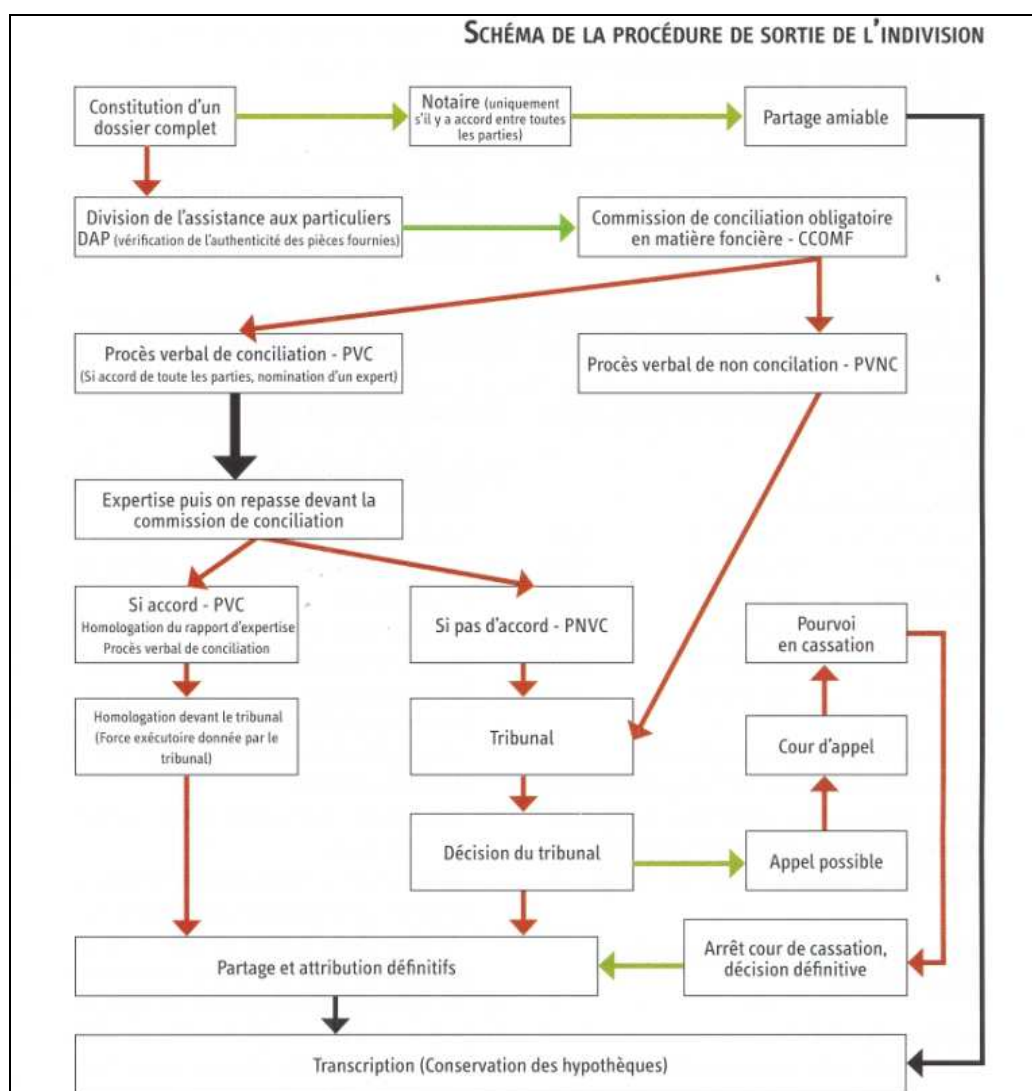 SCHÉMA DE LA PROCÉDURE DE SORTIE DE L'INDIVISION
Constitution d'un
dossier complet
Notaire (uniquement
s'il y a accord entre toutes
les parties)
Partage amiable
Division de l'assistance aux particuliers
DAP (vérification de l'authenticité des pièces fournies)
Commission de conciliation obligatoire
en matière foncière - CCOMF
Procès verbal de conciliation - PVC
(Si accord de toute les parties, nomination d'un expert)
Procès verbal de non concilation - PVNC
Expertise puis on repasse devant la
commission de conciliation
Si accord - PVC
Homologation du rapport d'expertise
Procès verbal de conciliation
Si pas d'accord - PNVC
Pourvoi
en cassation
Homologation devant le tribunal
(Force exécutoire donnée par le
tribunal)
Tribunal
Cour d'appel
Décision du tribunal
Appel possible
Partage et attribution définitifs
Arrêt cour de cassation,
décision définitive
Transcription (Conservation des hypothèques)